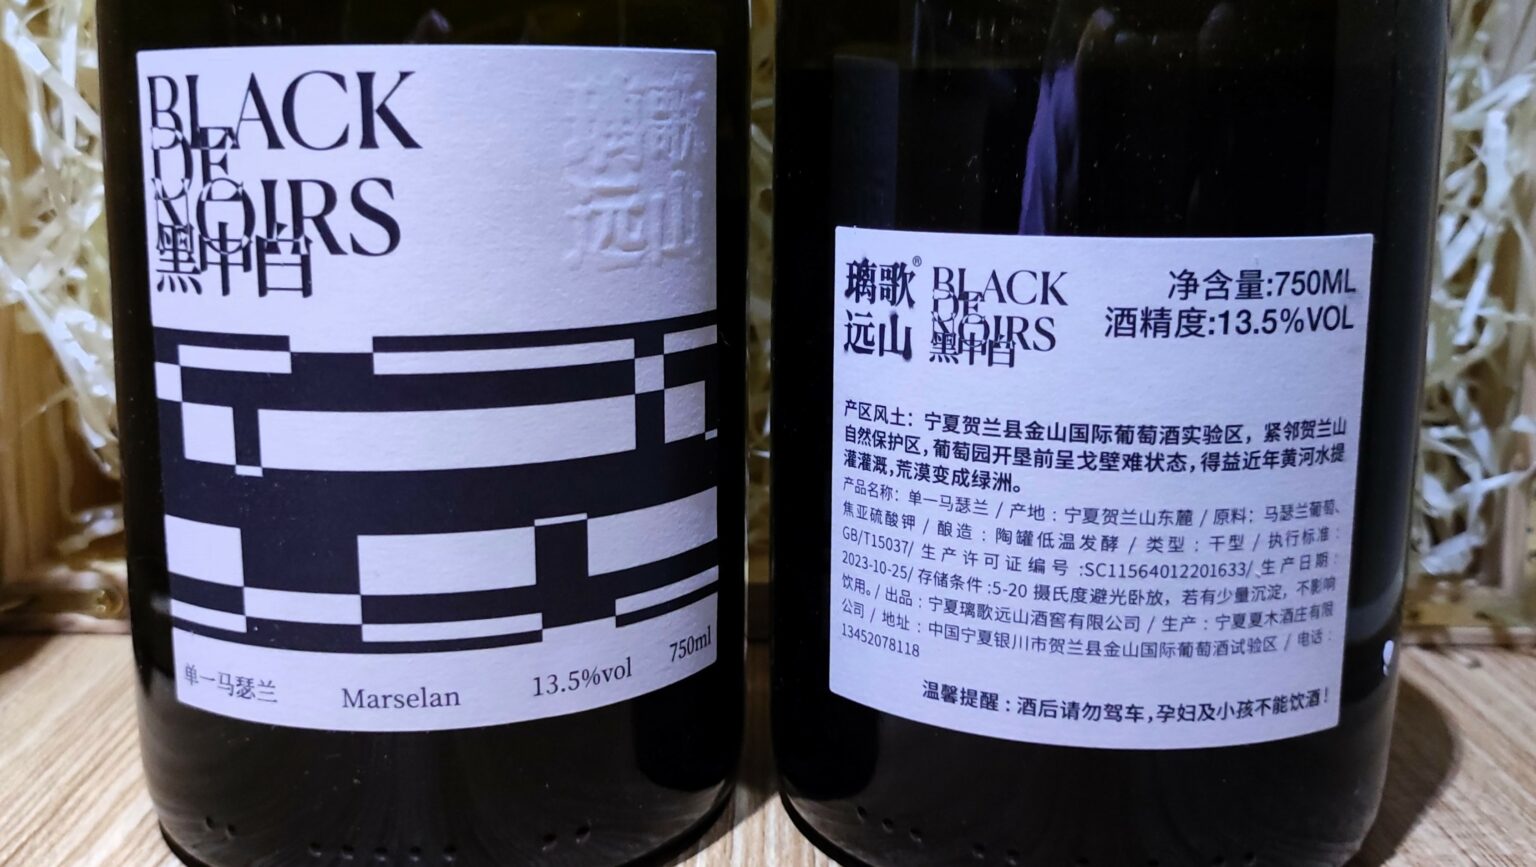 BLACK
DE
NOIRS
黑中白
璃歌
远山
单一马瑟兰
Marselan
13.5%vol
750ml
璃歌®
远山
BLACK
DE
NOIRS
黑中白
净含量:750ML
酒精度:13.5%VOL
产区风土：宁夏贺兰县金山国际葡萄酒实验区，紧邻贺兰山
自然保护区，葡萄园开垦前呈戈壁难状态，得益近年黄河水提
灌灌溉，荒漠变成绿洲。
产品名称：单一马瑟兰 / 产地：宁夏贺兰山东麓 / 原料：马瑟兰葡萄、
焦亚硫酸钾 / 酿造：陶罐低温发酵 / 类型：干型 / 执行标准：
GB/T15037/ 生产许可证编号:SC11564012201633/ 生产日期：
2023-10-25/ 存储条件:5-20 摄氏度避光卧放，若有少量沉淀，不影响
饮用。/ 出品：宁夏璃歌远山酒窖有限公司 / 生产：宁夏夏木酒庄有限
公司 / 地址：中国宁夏银川市贺兰县金山国际葡萄酒试验区 / 电话：
13452078118
温馨提醒：酒后请勿驾车,孕妇及小孩不能饮酒！